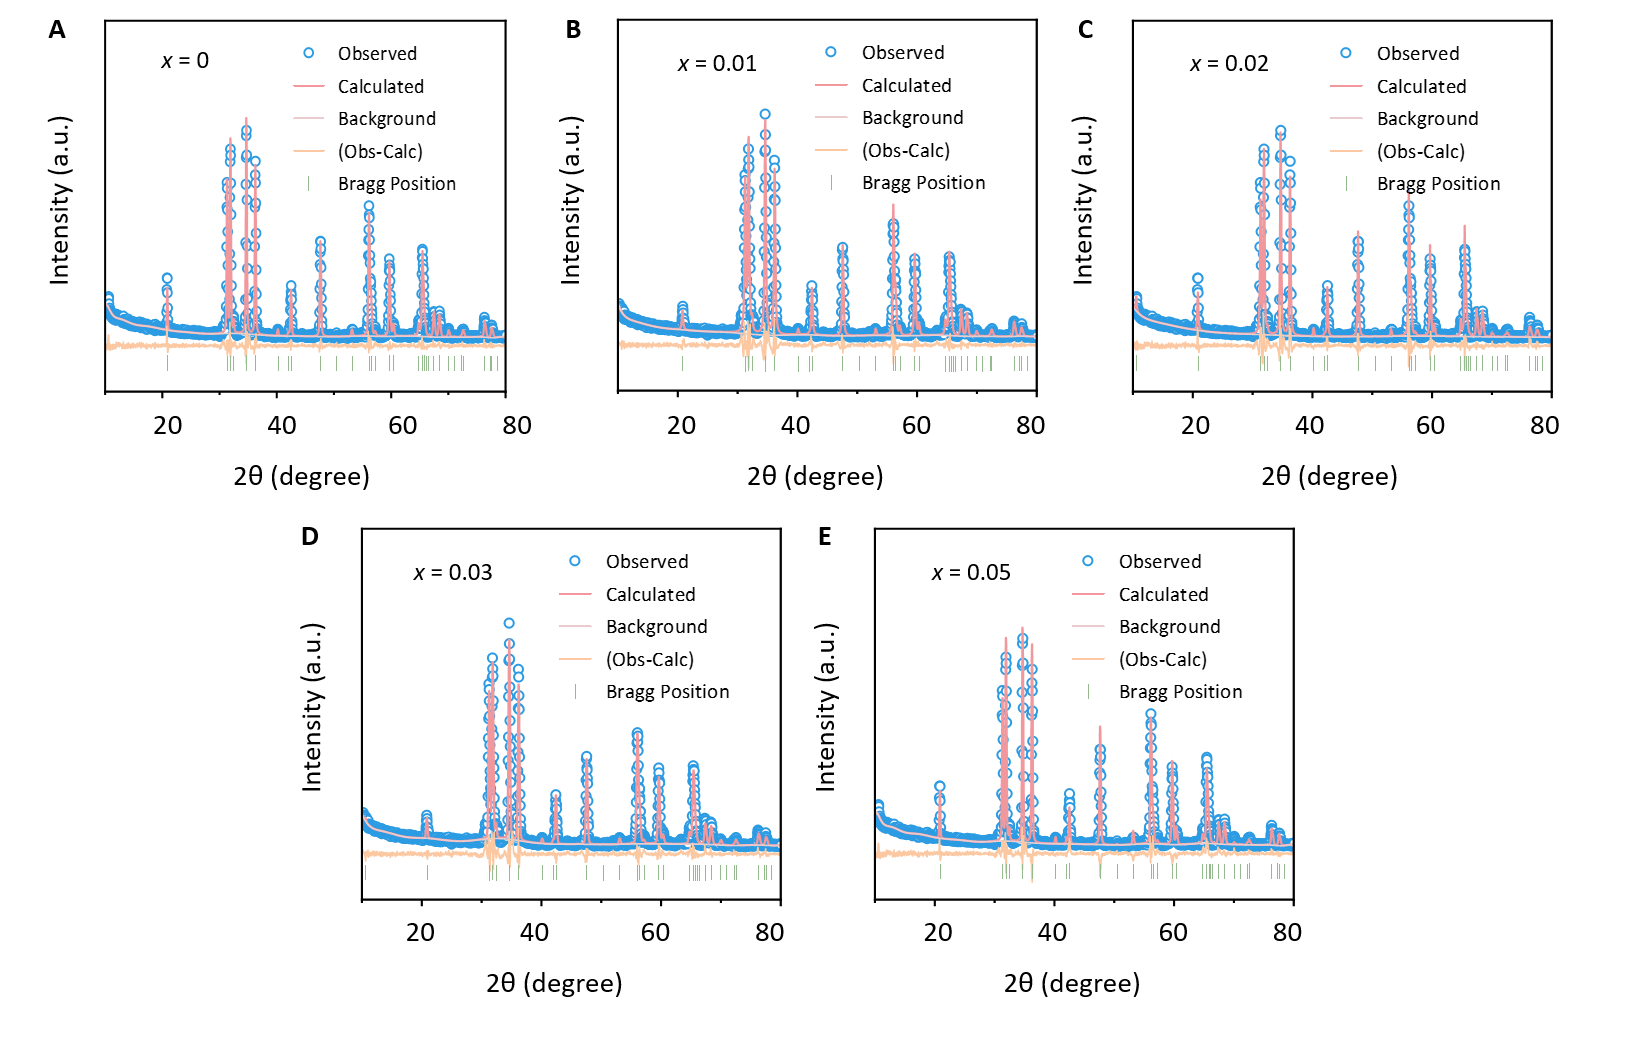 A
x = 0
Observed
Calculated
Background
(Obs-Calc)
Bragg Position
Intensity (a.u.)
20 40 60 80
2θ (degree)
B
x = 0.01
Observed
Calculated
Background
(Obs-Calc)
Bragg Position
Intensity (a.u.)
20 40 60 80
2θ (degree)
C
x = 0.02
Observed
Calculated
Background
(Obs-Calc)
Bragg Position
Intensity (a.u.)
20 40 60 80
2θ (degree)
D
x = 0.03
Observed
Calculated
Background
(Obs-Calc)
Bragg Position
Intensity (a.u.)
20 40 60 80
2θ (degree)
E
x = 0.05
Observed
Calculated
Background
(Obs-Calc)
Bragg Position
Intensity (a.u.)
20 40 60 80
2θ (degree)